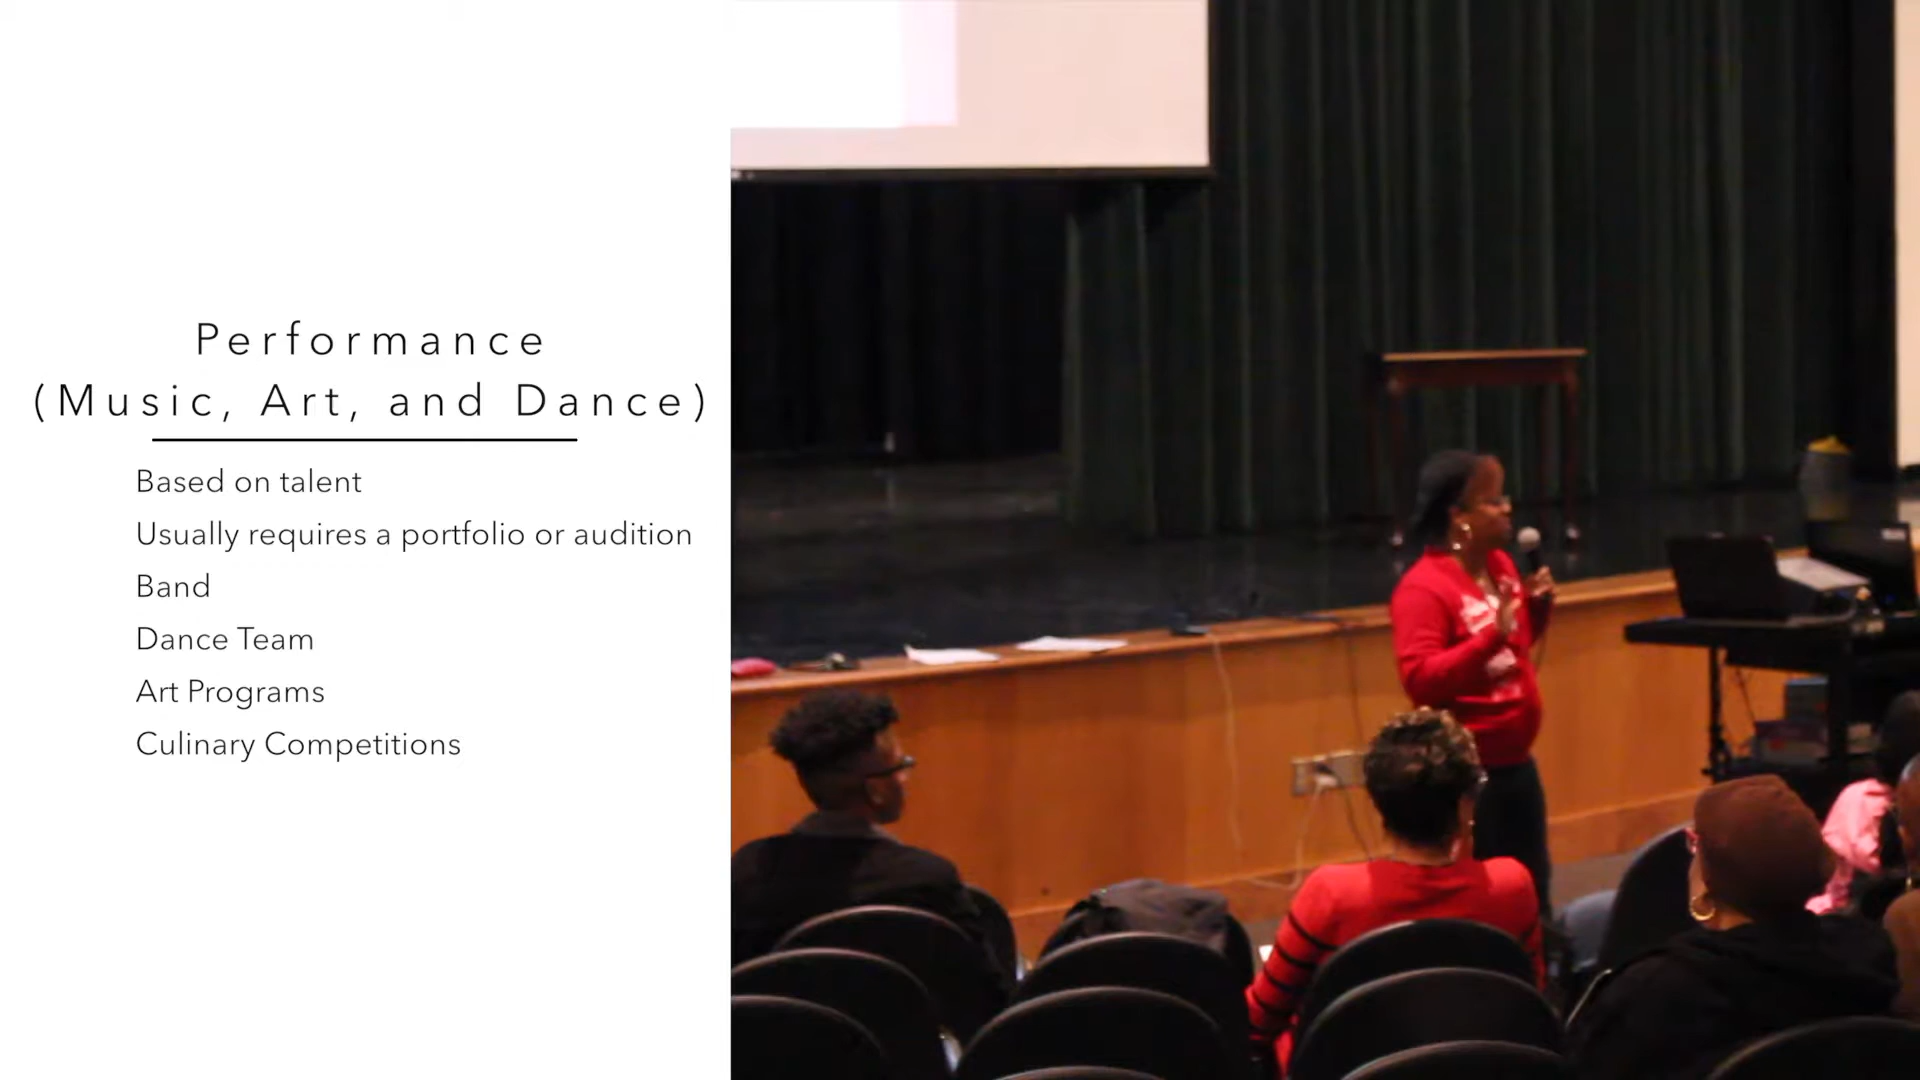 Performance
(Music, Art, and Dance)
Based on talent
Usually requires a portfolio or audition
Band
Dance Team
Art Programs
Culinary Competitions